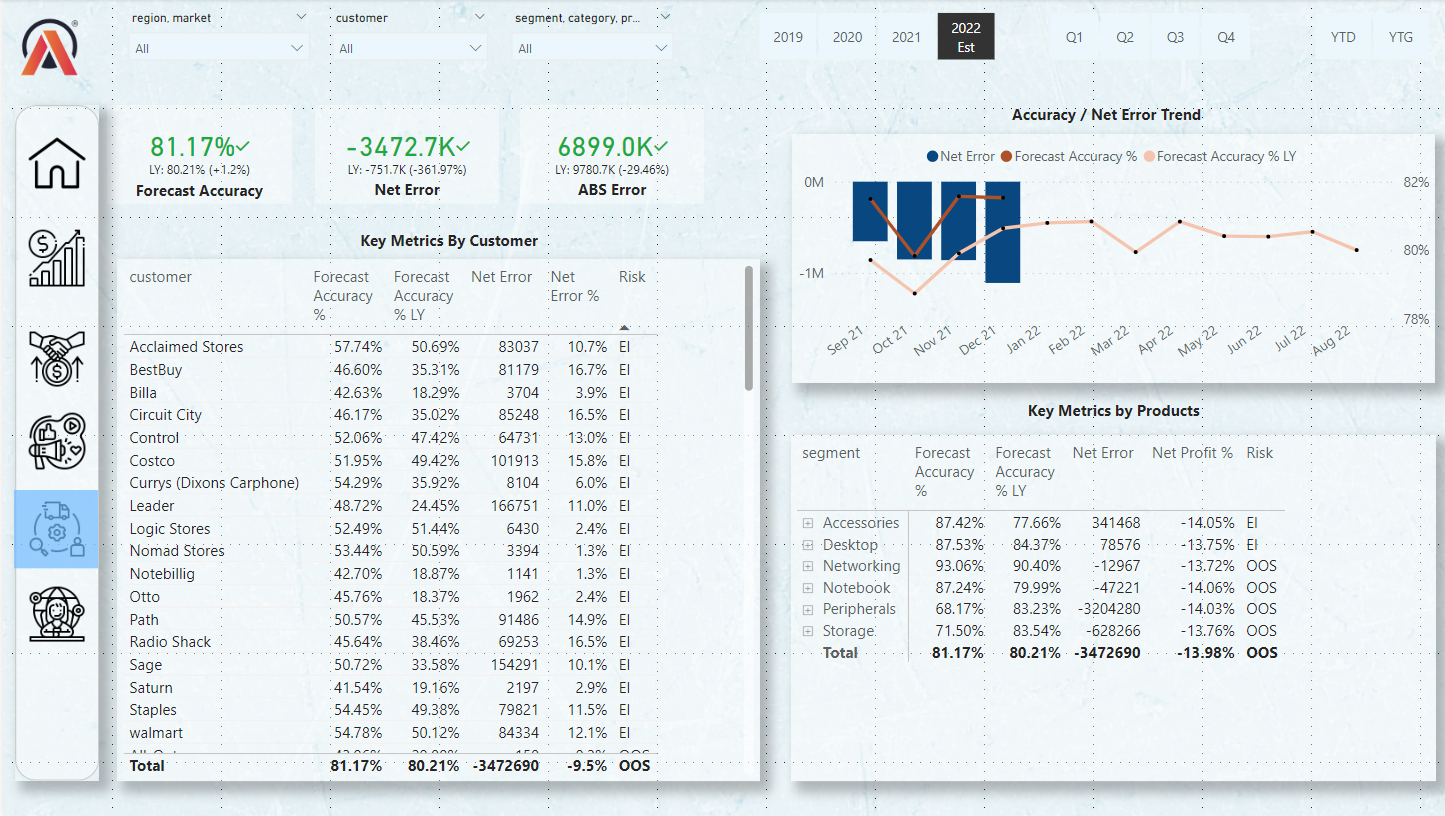 region, market
customer
segment, category, pr...
All
All
All
2019
2020
2021
2022
Est
Q1
Q2
Q3
Q4
YTD
YTG
81.17%
LY: 80.21% (+1.2%)
Forecast Accuracy
-3472.7K
LY: -751.7K (-361.97%)
Net Error
6899.0K
LY: 9780.7K (-29.46%)
ABS Error
Accuracy / Net Error Trend
Net Error Forecast Accuracy % Forecast Accuracy % LY
0M
-1M
82%
80%
78%
Sep 21
Oct 21
Nov 21
Dec 21
Jan 22
Feb 22
Mar 22
Apr 22
May 22
Jun 22
Jul 22
Aug 22
Key Metrics By Customer
customer Forecast Accuracy % Forecast Accuracy % LY Net Error Net Error % Risk
Acclaimed Stores 57.74% 50.69% 83037 10.7% EI
BestBuy 46.60% 35.31% 81179 16.7% EI
Billa 42.63% 18.29% 3704 3.9% EI
Circuit City 46.17% 35.02% 85248 16.5% EI
Control 52.06% 47.42% 64731 13.0% EI
Costco 51.95% 49.42% 101913 15.8% EI
Currys (Dixons Carphone) 54.29% 35.92% 8104 6.0% EI
Leader 48.72% 24.45% 166751 11.0% EI
Logic Stores 52.49% 51.44% 6430 2.4% EI
Nomad Stores 53.44% 50.59% 3394 1.3% EI
Notebillig 42.70% 18.87% 1141 1.3% EI
Otto 45.76% 18.37% 1962 2.4% EI
Path 50.57% 45.53% 91486 14.9% EI
Radio Shack 45.64% 38.46% 69253 16.5% EI
Sage 50.72% 33.58% 154291 10.1% EI
Saturn 41.54% 19.16% 2197 2.9% EI
Staples 54.45% 49.38% 79821 11.5% EI
walmart 54.78% 50.12% 84334 12.1% EI
Total 81.17% 80.21% -3472690 -9.5% OOS
Key Metrics by Products
segment Forecast Accuracy % Forecast Accuracy % LY Net Error Net Profit % Risk
Accessories 87.42% 77.66% 341468 -14.05% EI
Desktop 87.53% 84.37% 78576 -13.75% EI
Networking 93.06% 90.40% -12967 -13.72% OOS
Notebook 87.24% 79.99% -47221 -14.06% OOS
Peripherals 68.17% 83.23% -3204280 -14.03% OOS
Storage 71.50% 83.54% -628266 -13.76% OOS
Total 81.17% 80.21% -3472690 -13.98% OOS